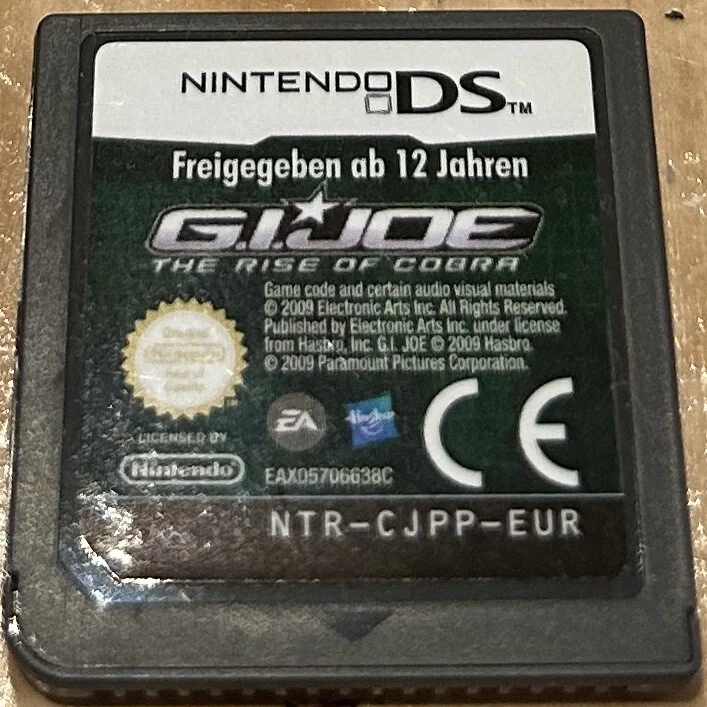 NINTENDO DS™
Freigegeben ab 12 Jahren
G.I.JOE
THE RISE OF COBRA
Game code and certain audio visual materials
© 2009 Electronic Arts Inc. All Rights Reserved.
Published by Electronic Arts Inc. under license
from Hasbro, Inc. G.I. JOE © 2009 Hasbro.
© 2009 Paramount Pictures Corporation.
EA
Hasbro
CE
LICENSED BY
Nintendo
EAX05706638C
NTR-CJPP-EUR